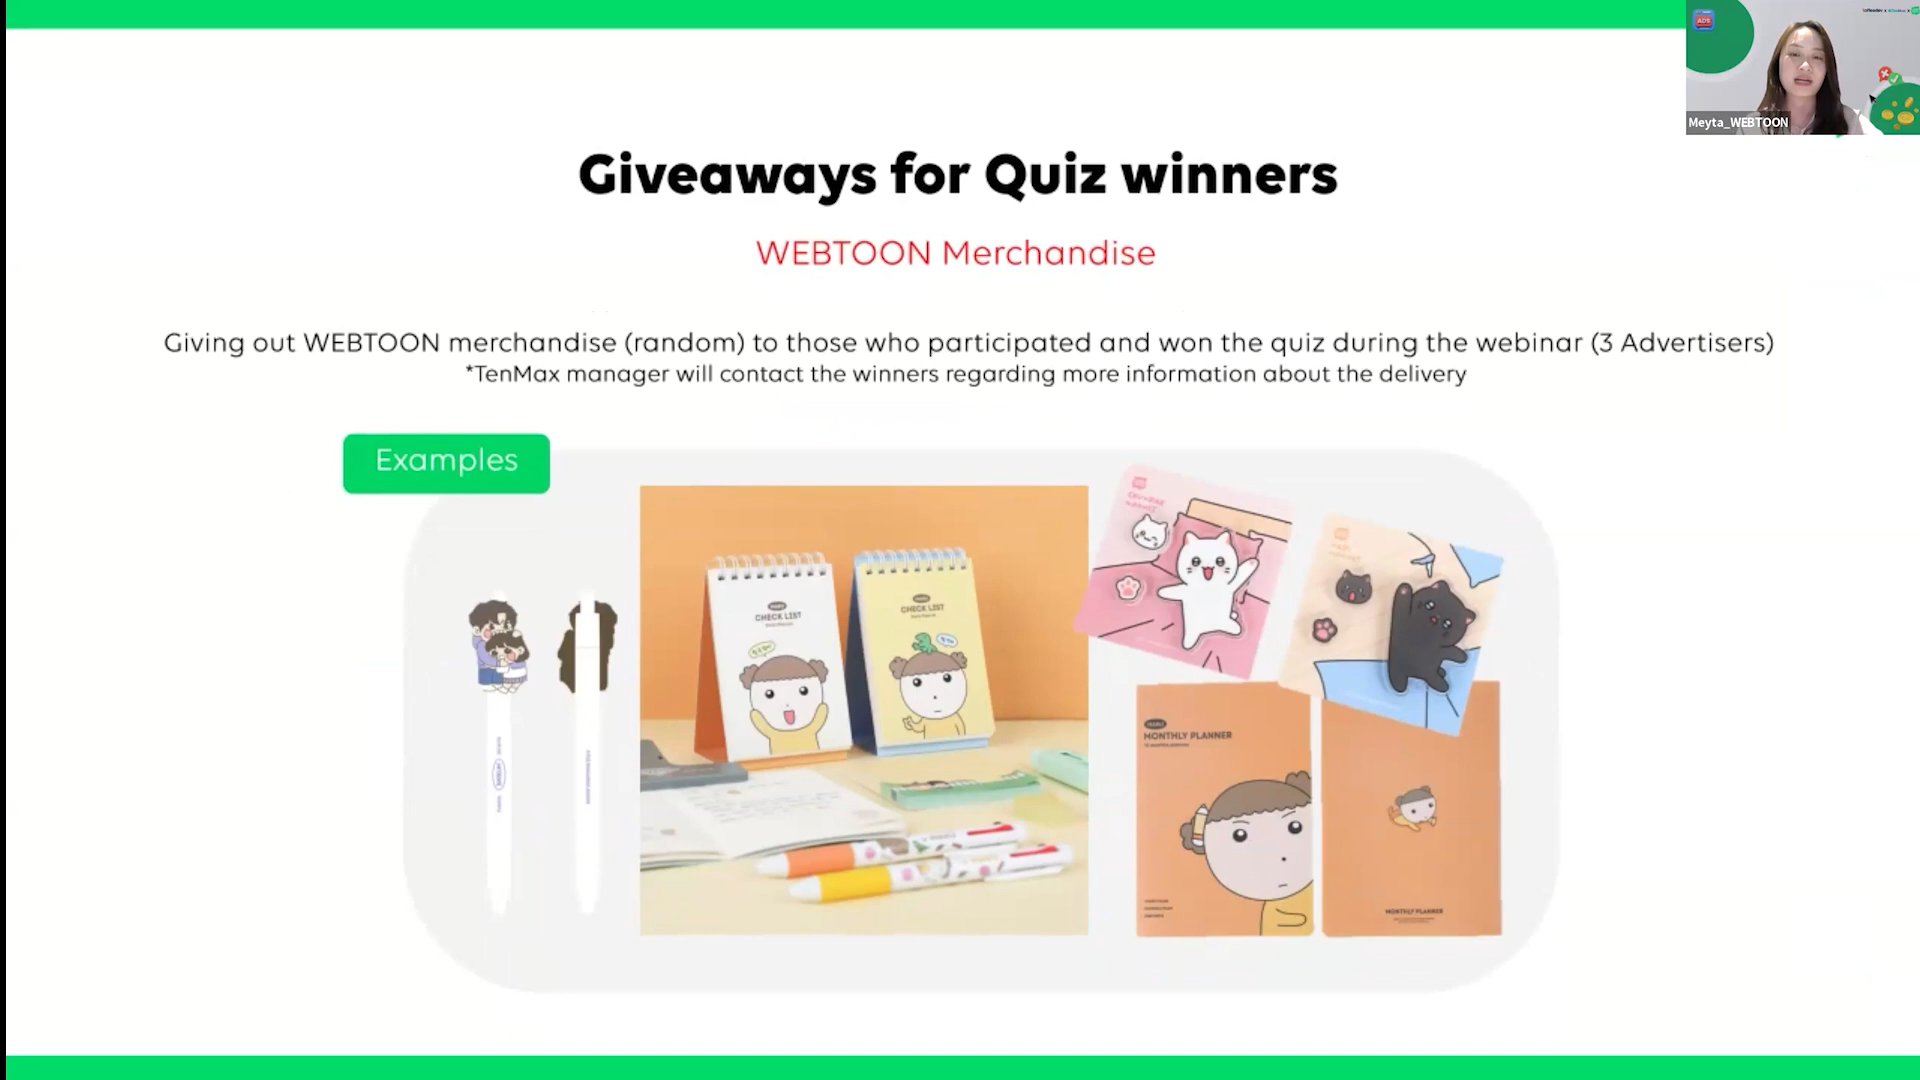 ADS
Meyta_WEBTOON
Giveaways for Quiz winners
WEBTOON Merchandise
Giving out WEBTOON merchandise (random) to those who participated and won the quiz during the webinar (3 Advertisers)
*TenMax manager will contact the winners regarding more information about the delivery
Examples
CHECK LIST
CHECK LIST
MONTHLY PLANNER
MONTHLY PLANNER